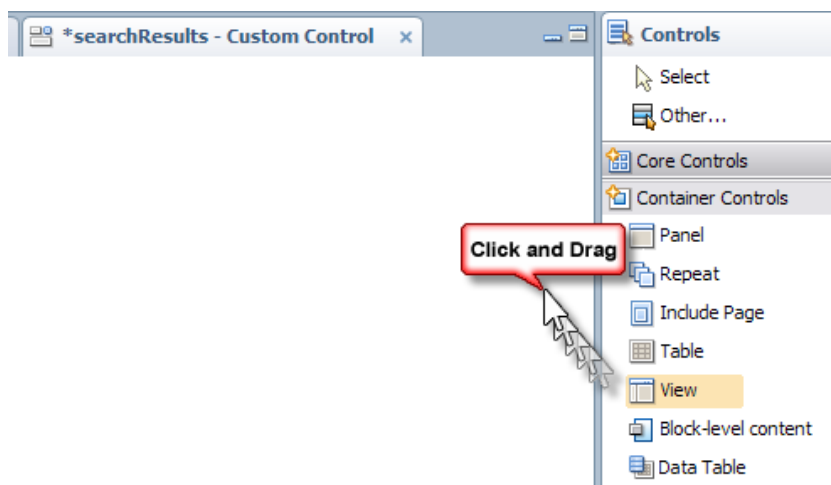 *searchResults - Custom Control x
Controls
Select
Other...
Core Controls
Container Controls
Panel
Click and Drag
Repeat
Include Page
Table
View
Block-level content
Data Table